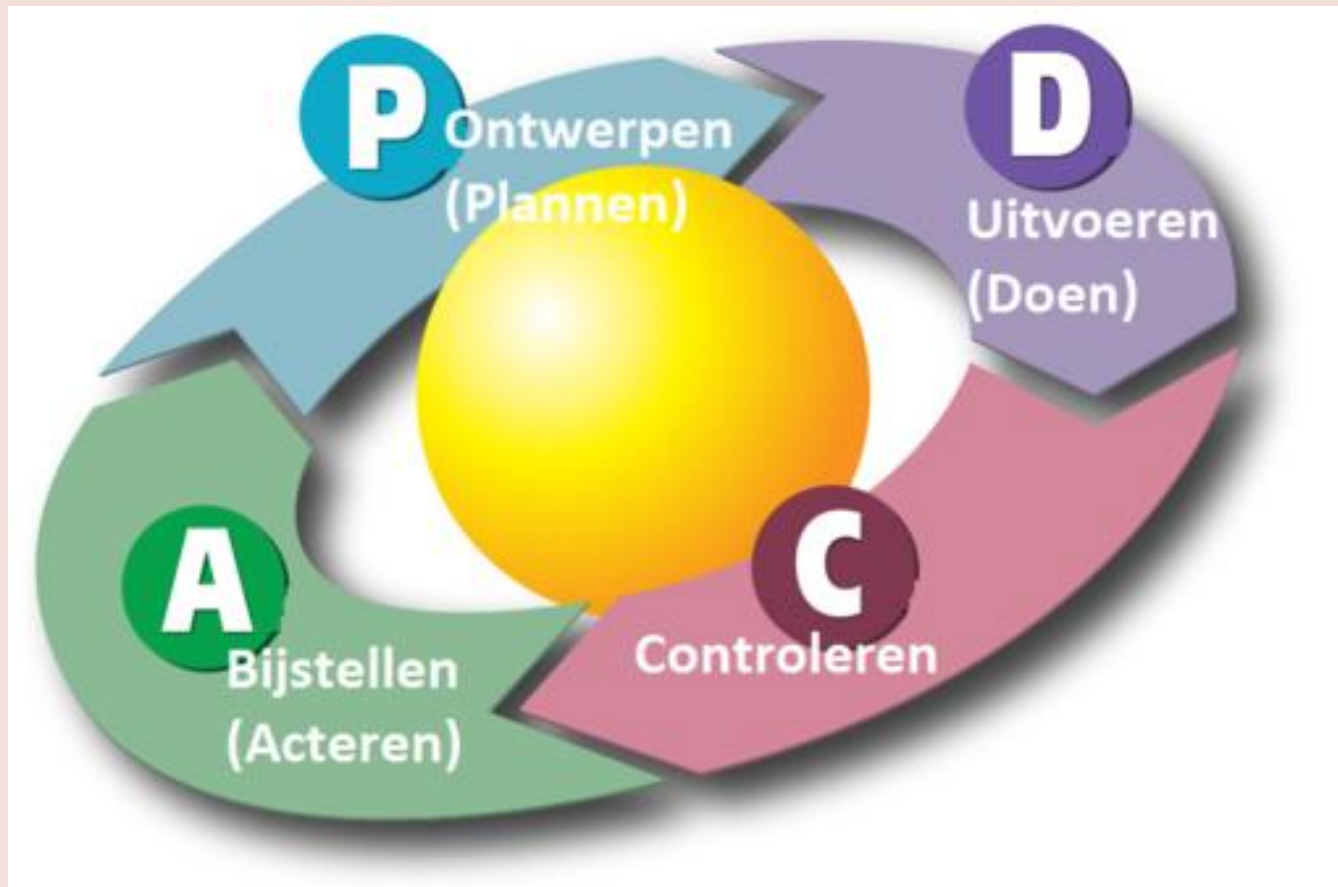 P
Ontwerpen
(Plannen)
D
Uitvoeren
(Doen)
C
Controleren
A
Bijstellen
(Acteren)